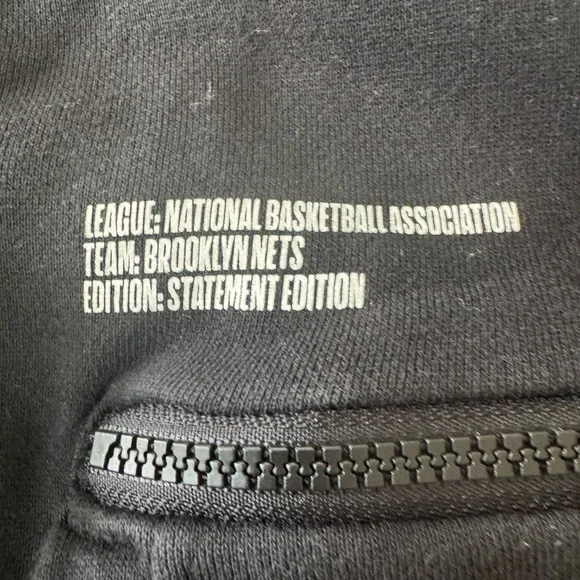 LEAGUE: NATIONAL BASKETBALL ASSOCIATION
TEAM: BROOKLYN NETS
EDITION: STATEMENT EDITION